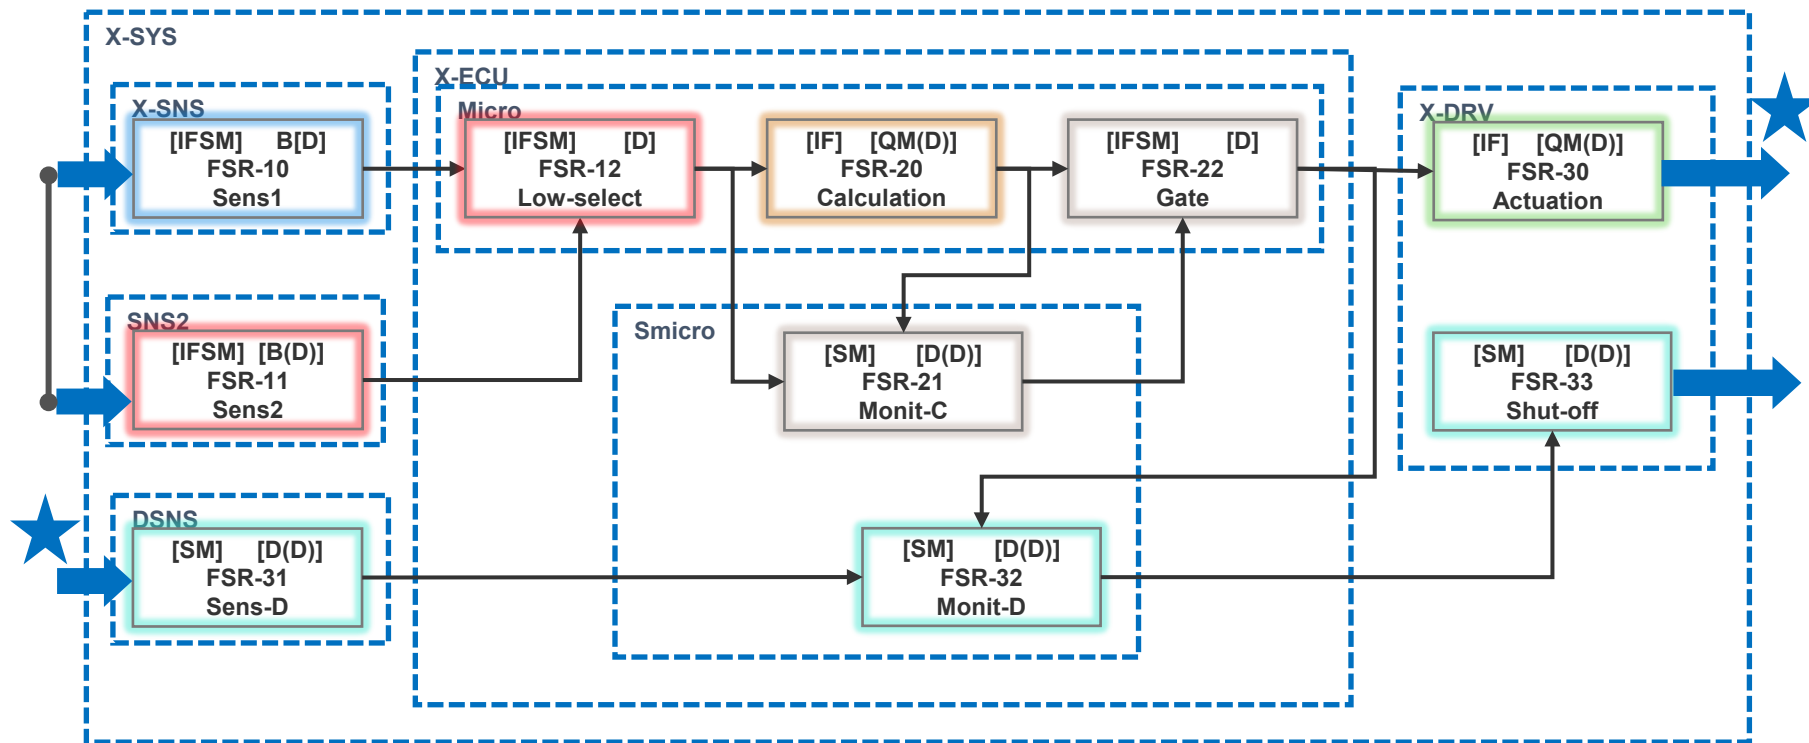 X-SYS
X-ECU
X-SNS
Micro
X-DRV
[IFSM] B[D]
FSR-10
Sens1
[IFSM] [D]
FSR-12
Low-select
[IF] [QM(D)]
FSR-20
Calculation
[IFSM] [D]
FSR-22
Gate
[IF] [QM(D)]
FSR-30
Actuation
SNS2
[IFSM] [B(D)]
FSR-11
Sens2
Smicro
[SM] [D(D)]
FSR-21
Monit-C
[SM] [D(D)]
FSR-33
Shut-off
DSNS
[SM] [D(D)]
FSR-31
Sens-D
[SM] [D(D)]
FSR-32
Monit-D